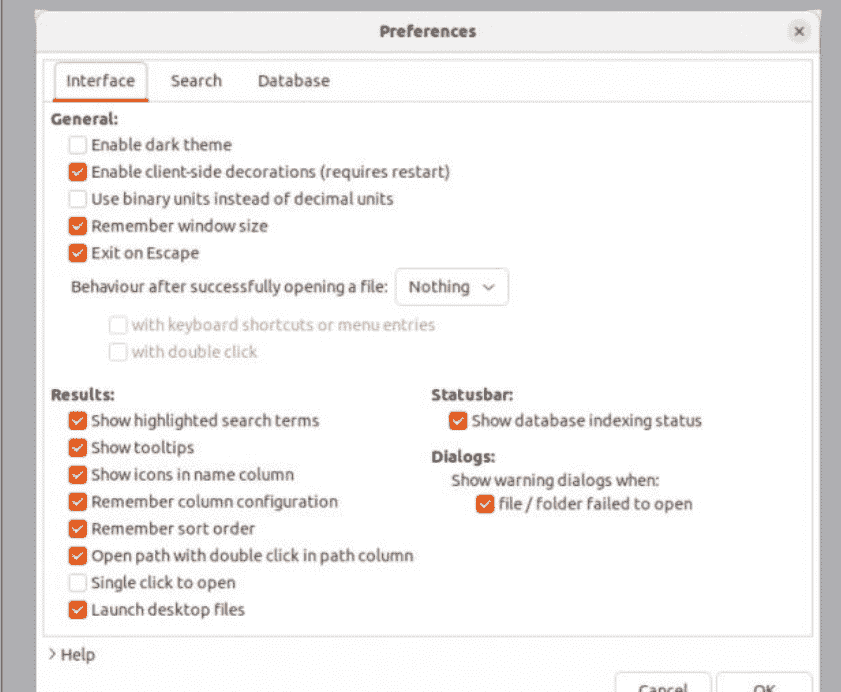 Preferences
Interface Search Database
General:
Enable dark theme
Enable client-side decorations (requires restart)
Use binary units instead of decimal units
Remember window size
Exit on Escape
Behaviour after successfully opening a file: Nothing
with keyboard shortcuts or menu entries
with double click
Results:
Show highlighted search terms
Show tooltips
Show icons in name column
Remember column configuration
Remember sort order
Open path with double click in path column
Single click to open
Launch desktop files
Statusbar:
Show database indexing status
Dialogs:
Show warning dialogs when:
file / folder failed to open
Help
Cancel OK